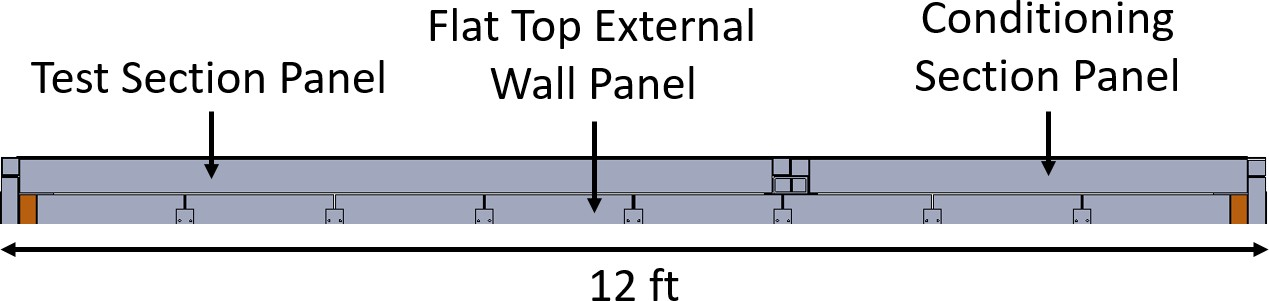 Test Section Panel
Flat Top External
Wall Panel
Conditioning
Section Panel
12 ft